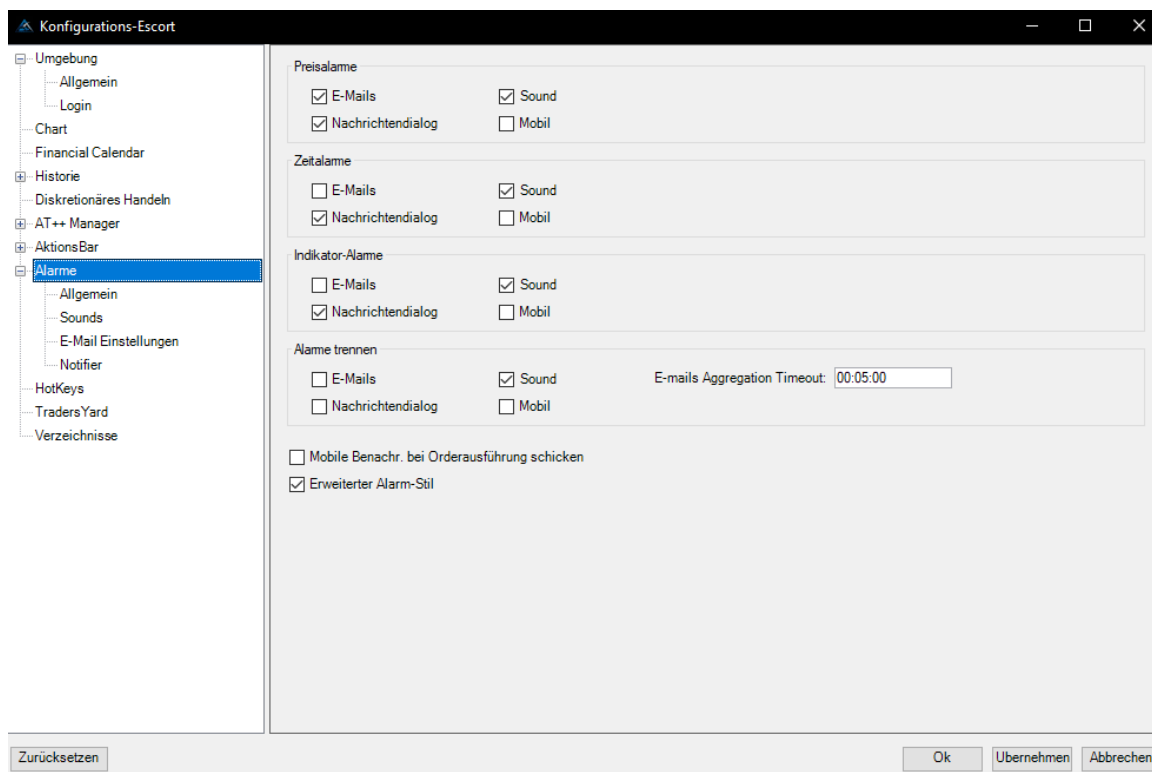 Konfigurations-Escort
Umgebung
Allgemein
Login
Chart
Financial Calendar
Historie
Diskretionäres Handeln
AT++ Manager
AktionsBar
Alarme
Allgemein
Sounds
E-Mail Einstellungen
Notifier
HotKeys
TradersYard
Verzeichnisse
Preisalarme
E-Mails Sound
Nachrichtendialog Mobil
Zeitalarme
E-Mails Sound
Nachrichtendialog Mobil
Indikator-Alarme
E-Mails Sound
Nachrichtendialog Mobil
Alarme trennen
E-Mails Sound E-mails Aggregation Timeout: 00:05:00
Nachrichtendialog Mobil
Mobile Benachr. bei Orderausführung schicken
Erweiterter Alarm-Stil
Zurücksetzen Ok Ubernehmen Abbrechen